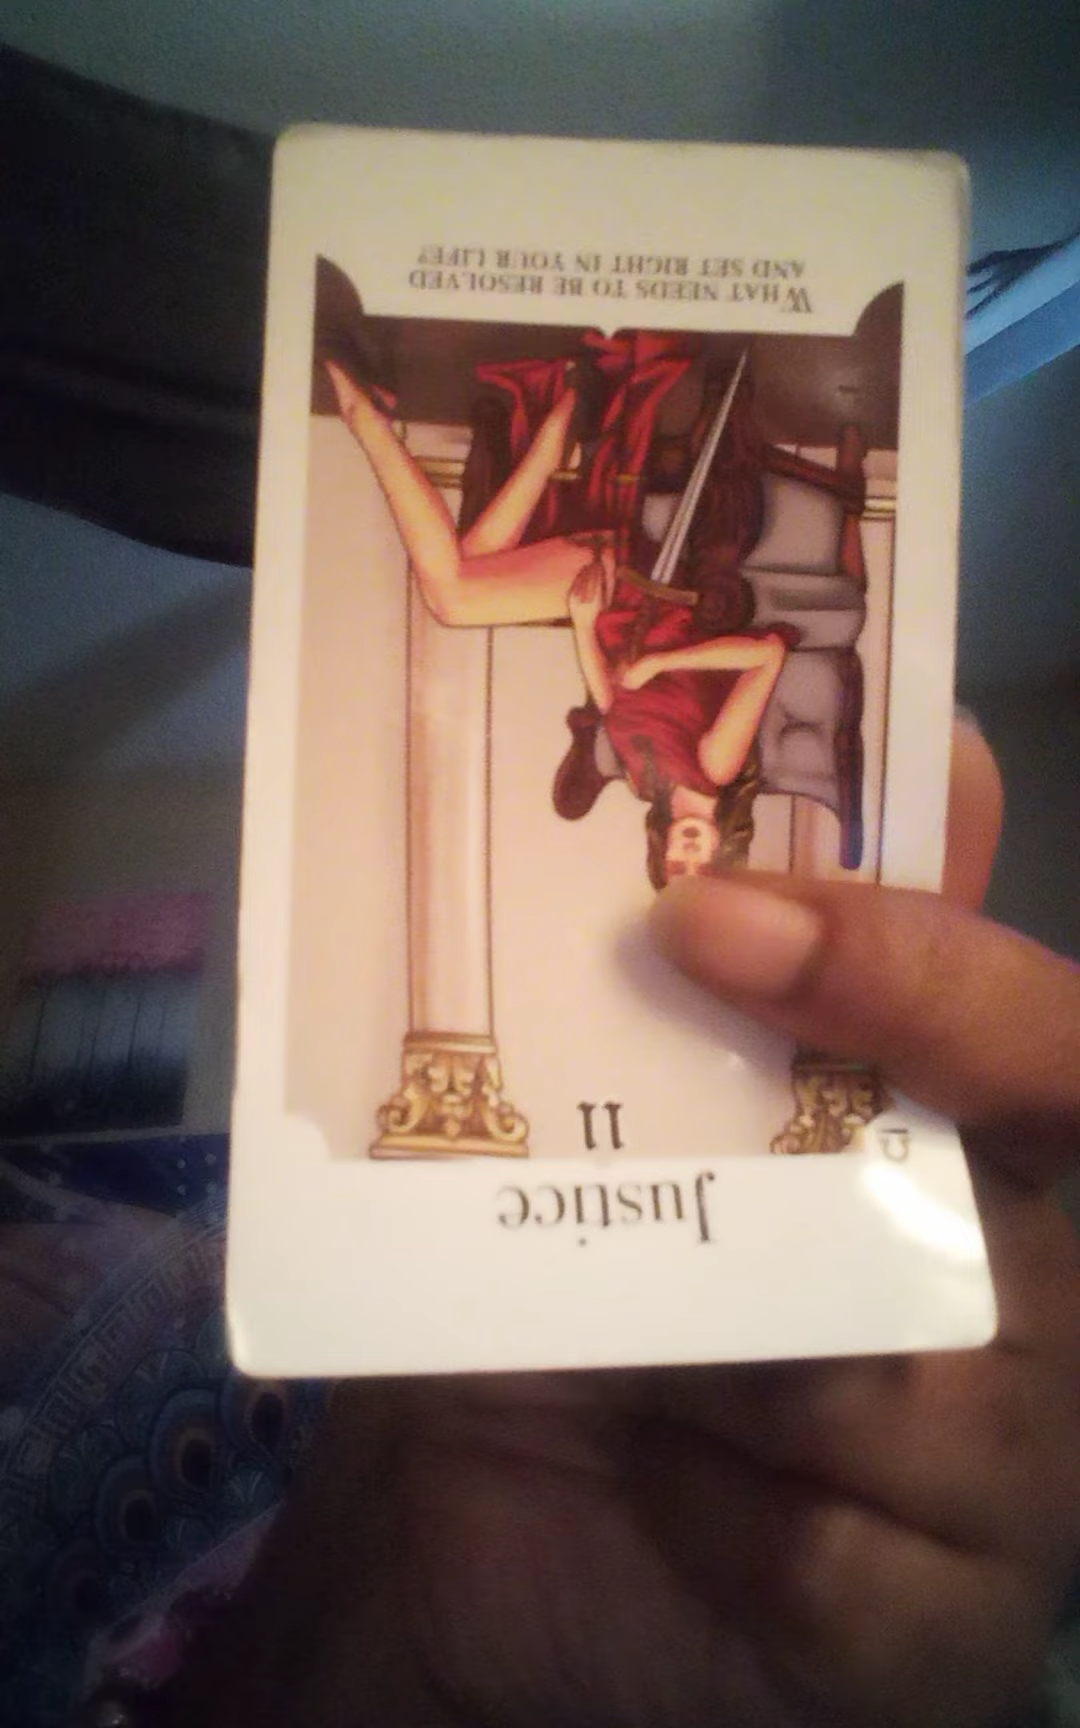 Justice
11
WHAT NEEDS TO BE RESOLVED
AND SET RIGHT IN YOUR LIFE?